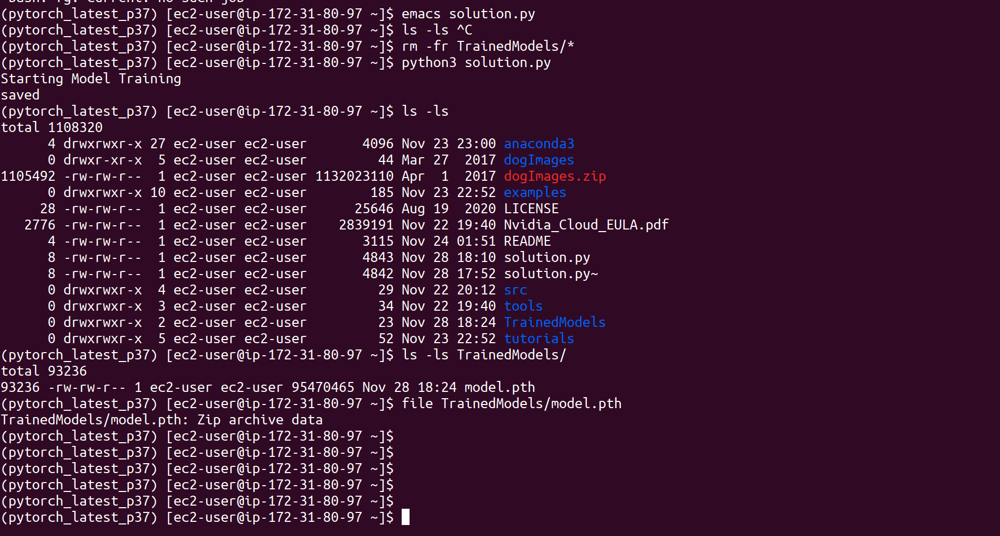 bash: fg: current: no such job
(pytorch_latest_p37) [ec2-user@ip-172-31-80-97 ~]$ emacs solution.py
(pytorch_latest_p37) [ec2-user@ip-172-31-80-97 ~]$ ls -ls ^C
(pytorch_latest_p37) [ec2-user@ip-172-31-80-97 ~]$ rm -fr TrainedModels/*
(pytorch_latest_p37) [ec2-user@ip-172-31-80-97 ~]$ python3 solution.py
Starting Model Training
saved
(pytorch_latest_p37) [ec2-user@ip-172-31-80-97 ~]$ ls -ls
total 1108320
      4 drwxrwxr-x 27 ec2-user ec2-user       4096 Nov 23 23:00 anaconda3
      0 drwxr-xr-x  5 ec2-user ec2-user         44 Mar 27  2017 dogImages
1105492 -rw-rw-r--  1 ec2-user ec2-user 1132023110 Apr  1  2017 dogImages.zip
      0 drwxrwxr-x 10 ec2-user ec2-user        185 Nov 23 22:52 examples
     28 -rw-rw-r--  1 ec2-user ec2-user      25646 Aug 19  2020 LICENSE
   2776 -rw-rw-r--  1 ec2-user ec2-user    2839191 Nov 22 19:40 Nvidia_Cloud_EULA.pdf
      4 -rw-rw-r--  1 ec2-user ec2-user       3115 Nov 24 01:51 README
      8 -rw-rw-r--  1 ec2-user ec2-user       4843 Nov 28 18:10 solution.py
      8 -rw-rw-r--  1 ec2-user ec2-user       4842 Nov 28 17:52 solution.py~
      0 drwxrwxr-x  4 ec2-user ec2-user         29 Nov 22 20:12 src
      0 drwxrwxr-x  3 ec2-user ec2-user         34 Nov 22 19:40 tools
      0 drwxrwxr-x  2 ec2-user ec2-user         23 Nov 28 18:24 TrainedModels
      0 drwxrwxr-x  5 ec2-user ec2-user         52 Nov 23 22:52 tutorials
(pytorch_latest_p37) [ec2-user@ip-172-31-80-97 ~]$ ls -ls TrainedModels/
total 93236
93236 -rw-rw-r-- 1 ec2-user ec2-user 95470465 Nov 28 18:24 model.pth
(pytorch_latest_p37) [ec2-user@ip-172-31-80-97 ~]$ file TrainedModels/model.pth
TrainedModels/model.pth: Zip archive data
(pytorch_latest_p37) [ec2-user@ip-172-31-80-97 ~]$
(pytorch_latest_p37) [ec2-user@ip-172-31-80-97 ~]$
(pytorch_latest_p37) [ec2-user@ip-172-31-80-97 ~]$
(pytorch_latest_p37) [ec2-user@ip-172-31-80-97 ~]$
(pytorch_latest_p37) [ec2-user@ip-172-31-80-97 ~]$
(pytorch_latest_p37) [ec2-user@ip-172-31-80-97 ~]$